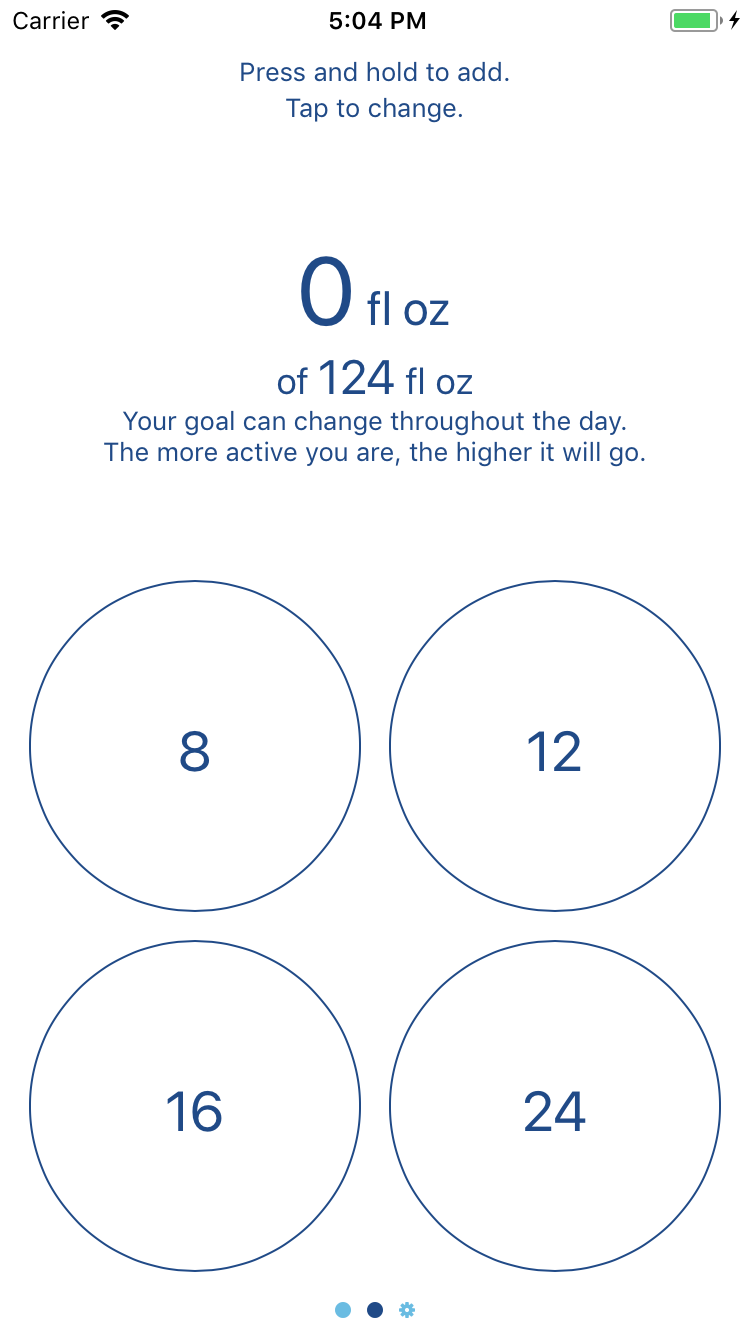 Carrier 5:04 PM
Press and hold to add.
Tap to change.
0 fl oz
of 124 fl oz
Your goal can change throughout the day.
The more active you are, the higher it will go.
8 12
16 24